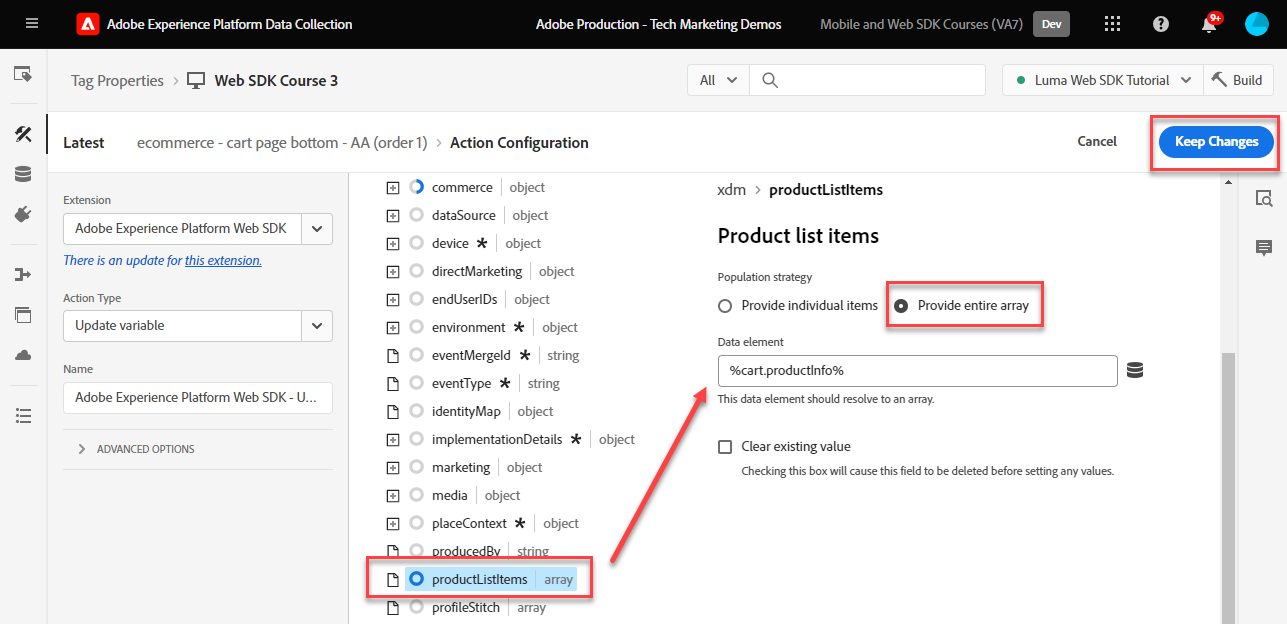 Adobe Experience Platform Data Collection
Adobe Production - Tech Marketing Demos
Mobile and Web SDK Courses (VA7)
Dev
9+
Tag Properties > Web SDK Course 3
All
Luma Web SDK Tutorial
Build
Latest
ecommerce - cart page bottom - AA (order 1) > Action Configuration
Cancel
Keep Changes
Extension
Adobe Experience Platform Web SDK
There is an update for this extension.
Action Type
Update variable
Name
Adobe Experience Platform Web SDK - U...
ADVANCED OPTIONS
commerce object
dataSource object
device * object
directMarketing object
endUserIDs object
environment * object
eventMergeId * string
eventType * string
identityMap object
implementationDetails * object
marketing object
media object
placeContext * object
producedBy string
productListItems array
profileStitch array
xdm > productListItems
Product list items
Population strategy
Provide individual items
Provide entire array
Data element
%cart.productInfo%
This data element should resolve to an array.
Clear existing value
Checking this box will cause this field to be deleted before setting any values.